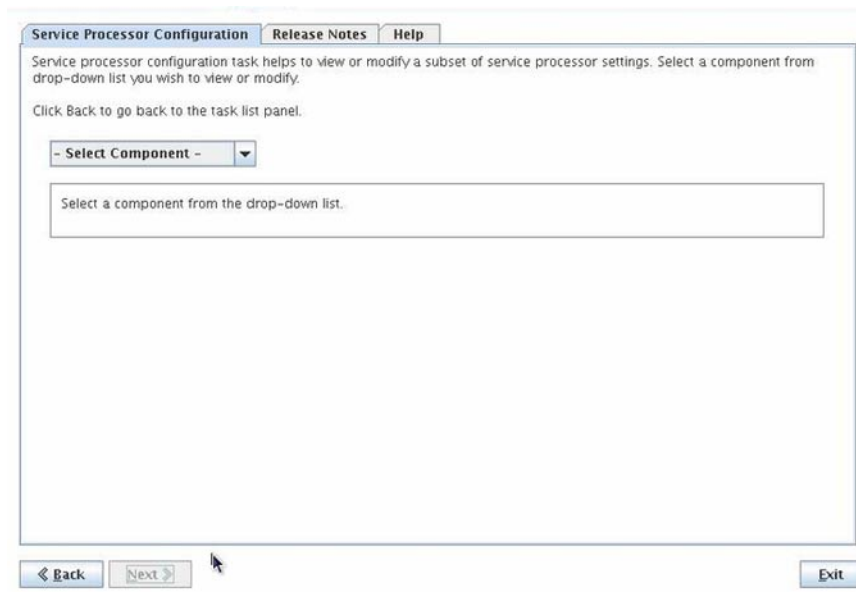 Service Processor Configuration Release Notes Help
Service processor configuration task helps to view or modify a subset of service processor settings. Select a component from
drop-down list you wish to view or modify.
Click Back to go back to the task list panel.
- Select Component -
Select a component from the drop-down list.
Back Next Exit